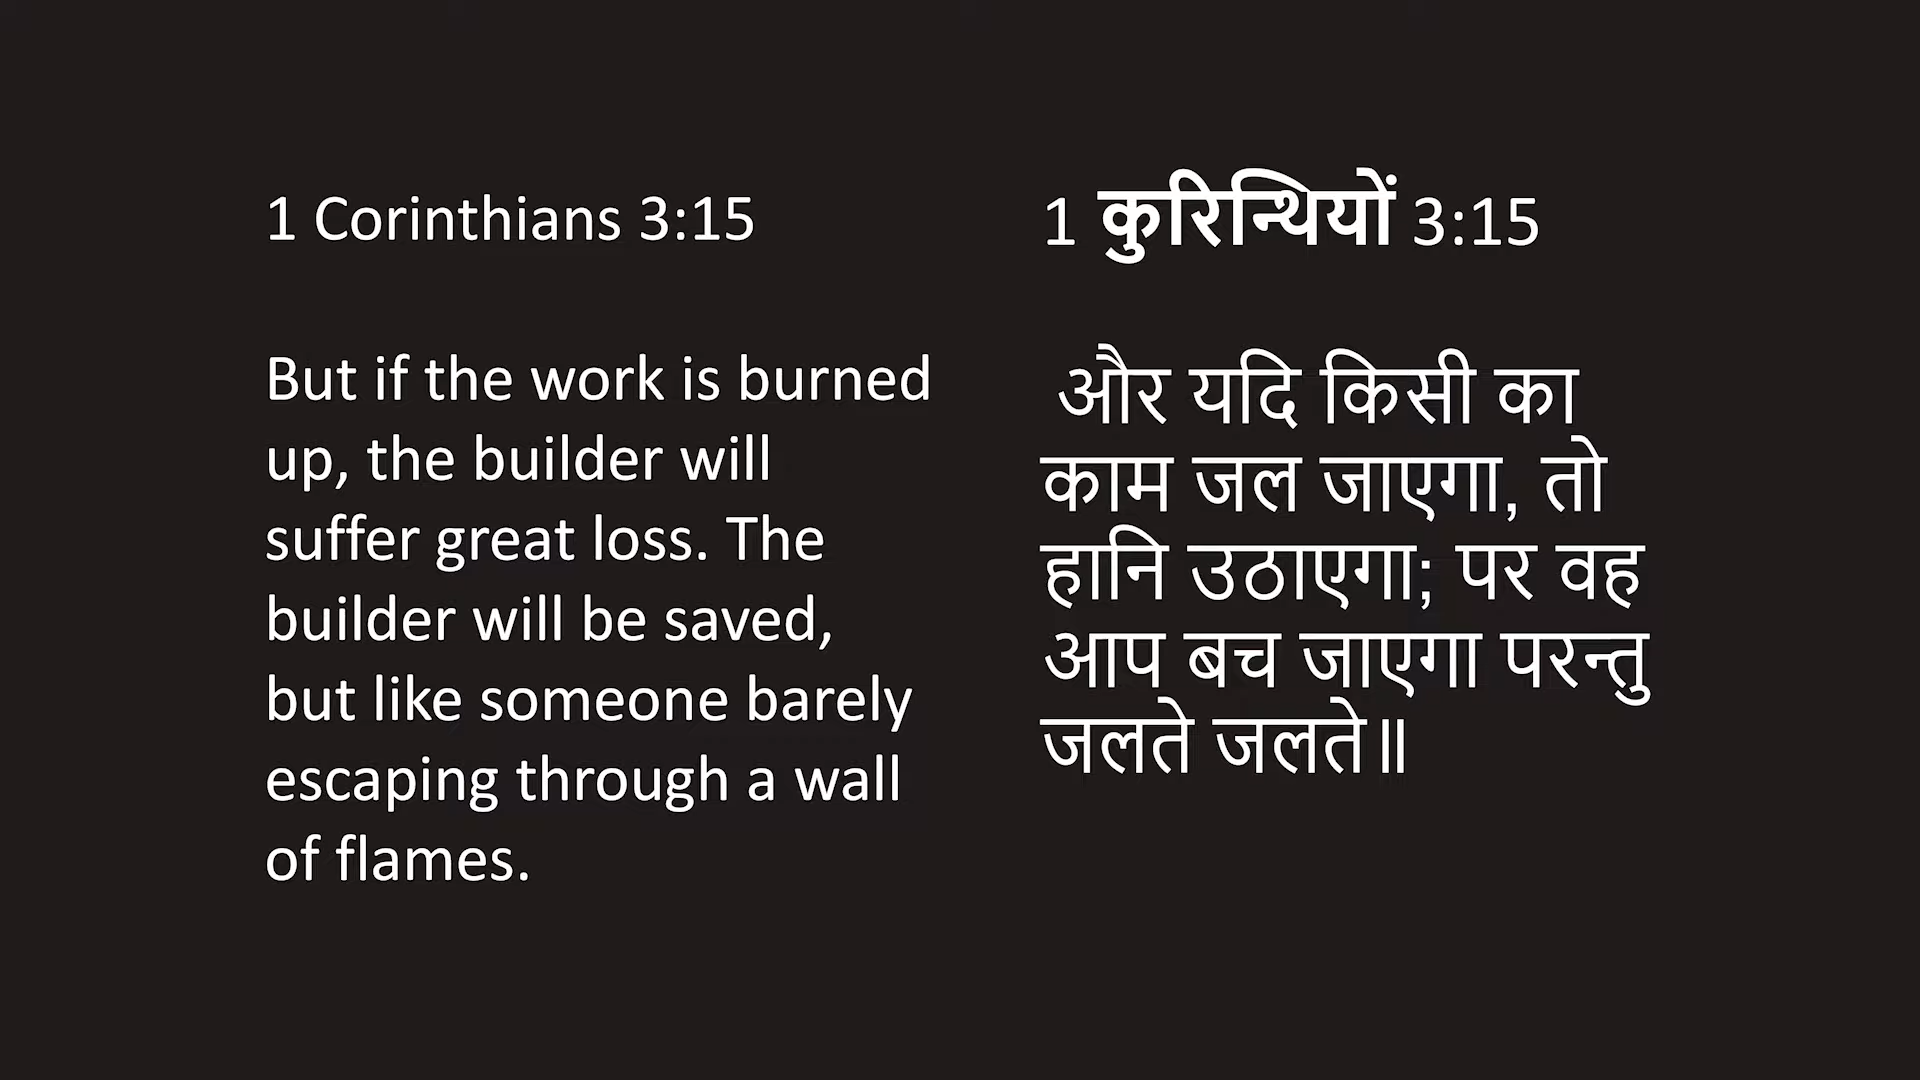 1 Corinthians 3:15
But if the work is burned
up, the builder will
suffer great loss. The
builder will be saved,
but like someone barely
escaping through a wall
of flames.
1 कुरिन्थियों 3:15
और यदि किसी का
काम जल जाएगा, तो
हानि उठाएगा; पर वह
आप बच जाएगा परन्तु
जलते जलते॥